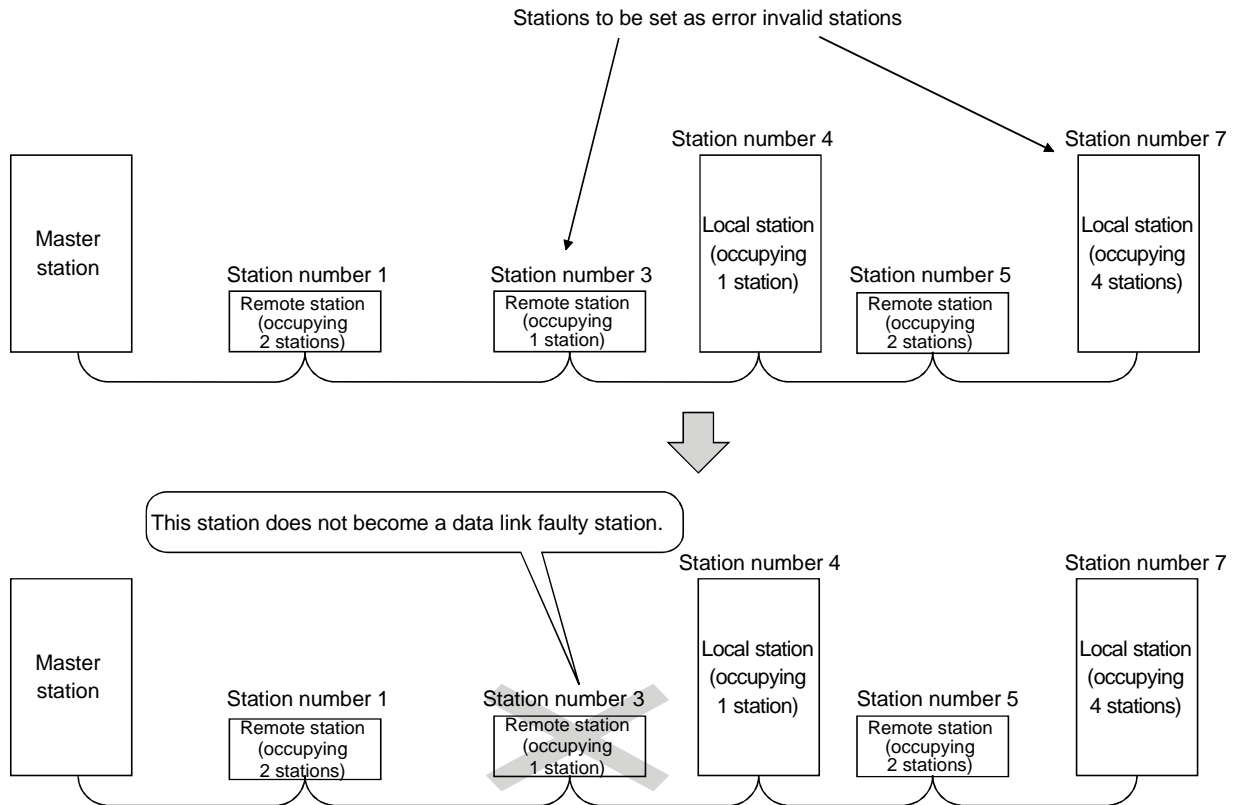 Stations to be set as error invalid stations
Station number 4
Station number 7
Master
station
Station number 1
Remote station
(occupying
2 stations)
Station number 3
Remote station
(occupying
1 station)
Local station
(occupying
1 station)
Station number 5
Remote station
(occupying
2 stations)
Local station
(occupying
4 stations)
This station does not become a data link faulty station.
Station number 4
Station number 7
Master
station
Station number 1
Remote station
(occupying
2 stations)
Station number 3
Remote station
(occupying
1 station)
Local station
(occupying
1 station)
Station number 5
Remote station
(occupying
2 stations)
Local station
(occupying
4 stations)